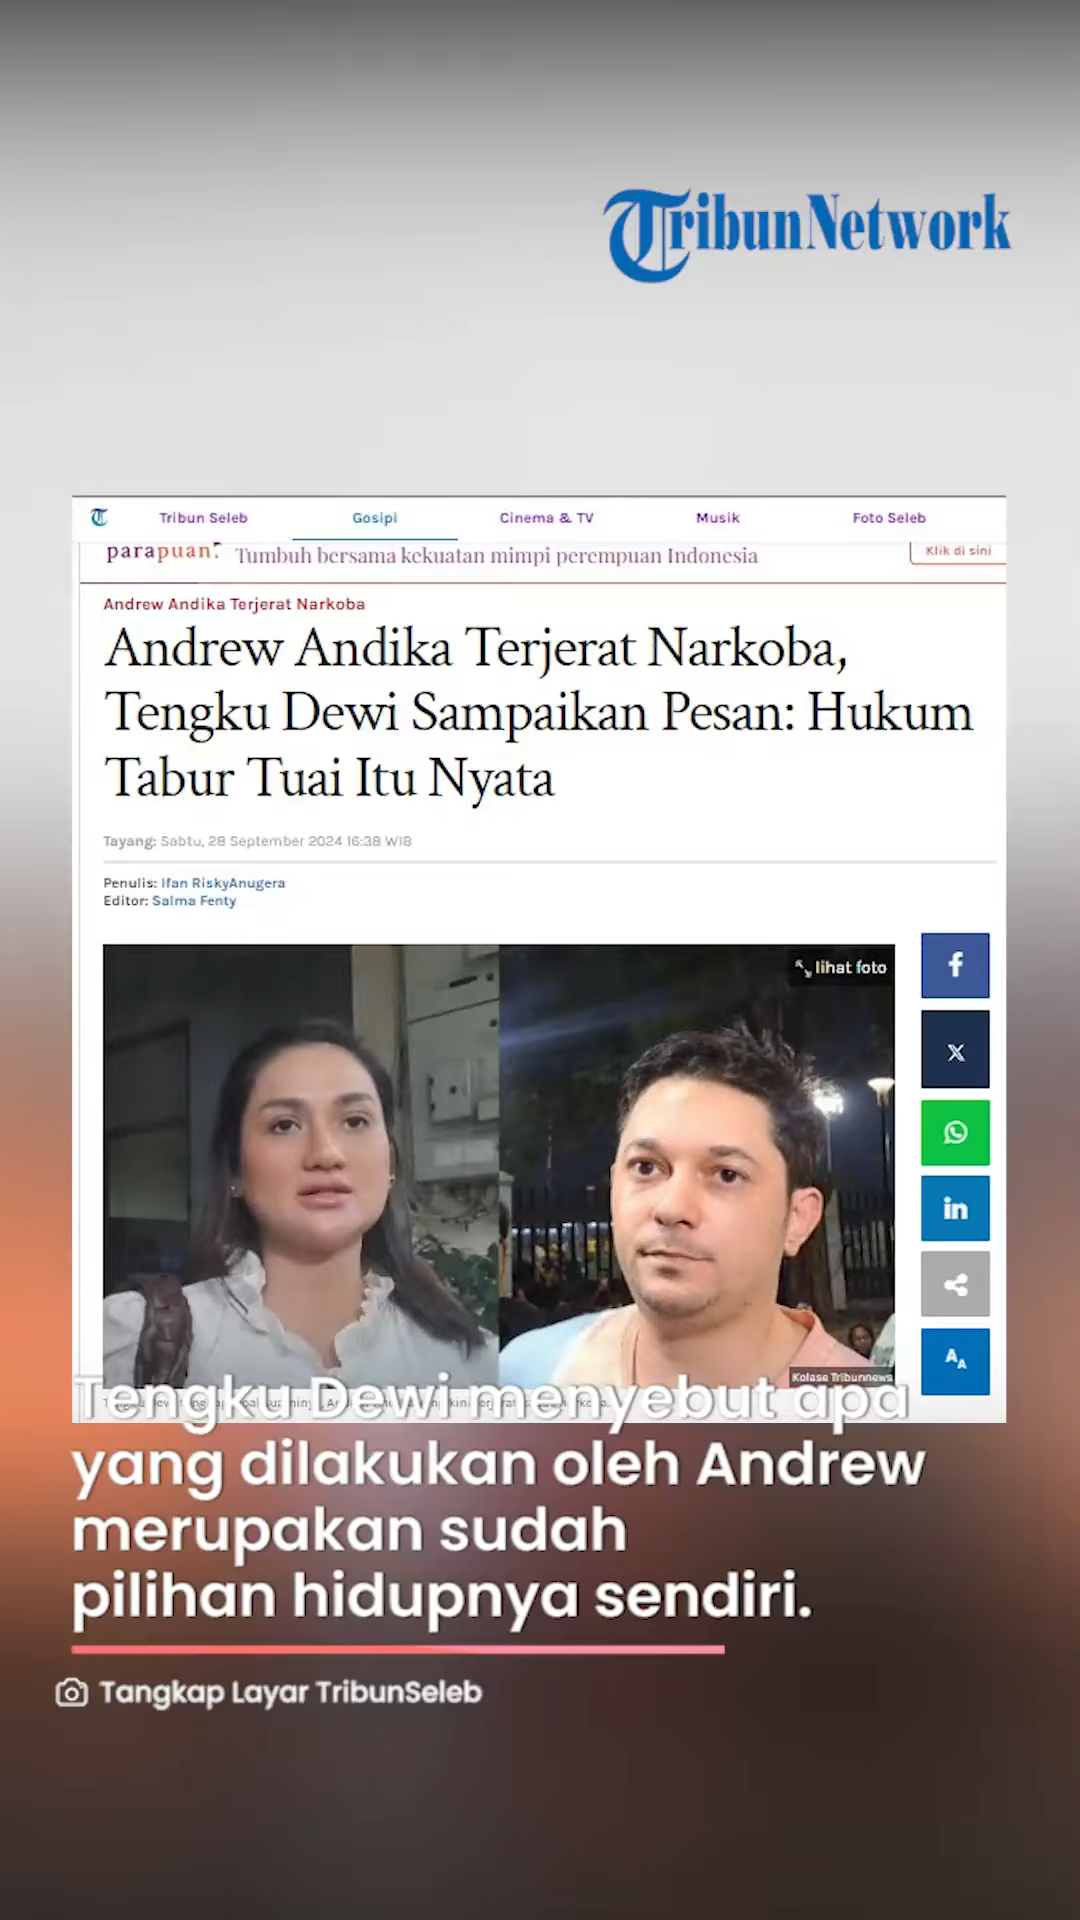 TribunNetwork
Tribun Seleb Gosipi Cinema & TV Musik Foto Seleb
parapuan. Tumbuh bersama kekuatan mimpi perempuan Indonesia Klik di sini
Andrew Andika Terjerat Narkoba
Andrew Andika Terjerat Narkoba,
Tengku Dewi Sampaikan Pesan: Hukum
Tabur Tuai Itu Nyata
Tayang: Sabtu, 28 September 2024 16:38 WIB
Penulis: Ifan RiskyAnugera
Editor: Salma Fenty
lihat foto
Kolase Tribunnews
Tengku Dewi menyebut apa
yang dilakukan oleh Andrew
merupakan sudah
pilihan hidupnya sendiri.
Tangkap Layar TribunSeleb